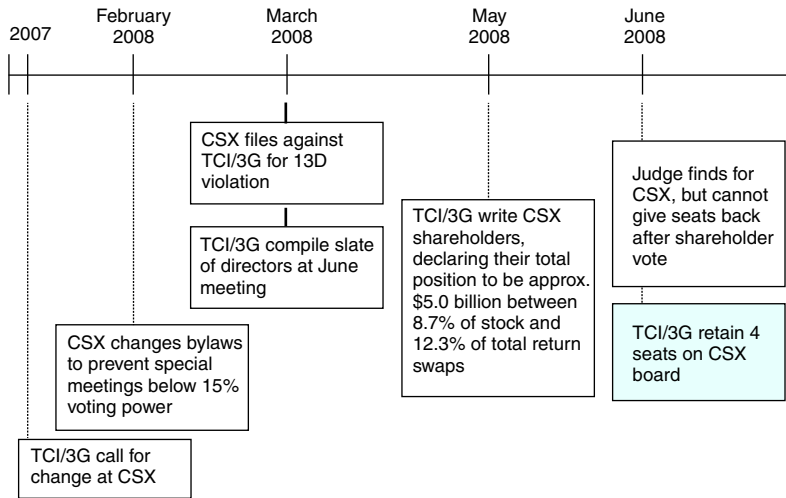 2007
February
2008
March
2008
May
2008
June
2008
CSX files against
TCI/3G for 13D
violation
TCI/3G compile slate
of directors at June
meeting
CSX changes bylaws
to prevent special
meetings below 15%
voting power
TCI/3G call for
change at CSX
TCI/3G write CSX
shareholders,
declaring their total
position to be approx.
$5.0 billion between
8.7% of stock and
12.3% of total return
swaps
Judge finds for
CSX, but cannot
give seats back
after shareholder
vote
TCI/3G retain 4
seats on CSX
board